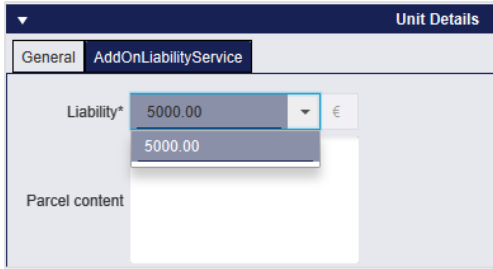 Unit Details
General AddOnLiabilityService
Liability* 5000.00 €
5000.00
Parcel content